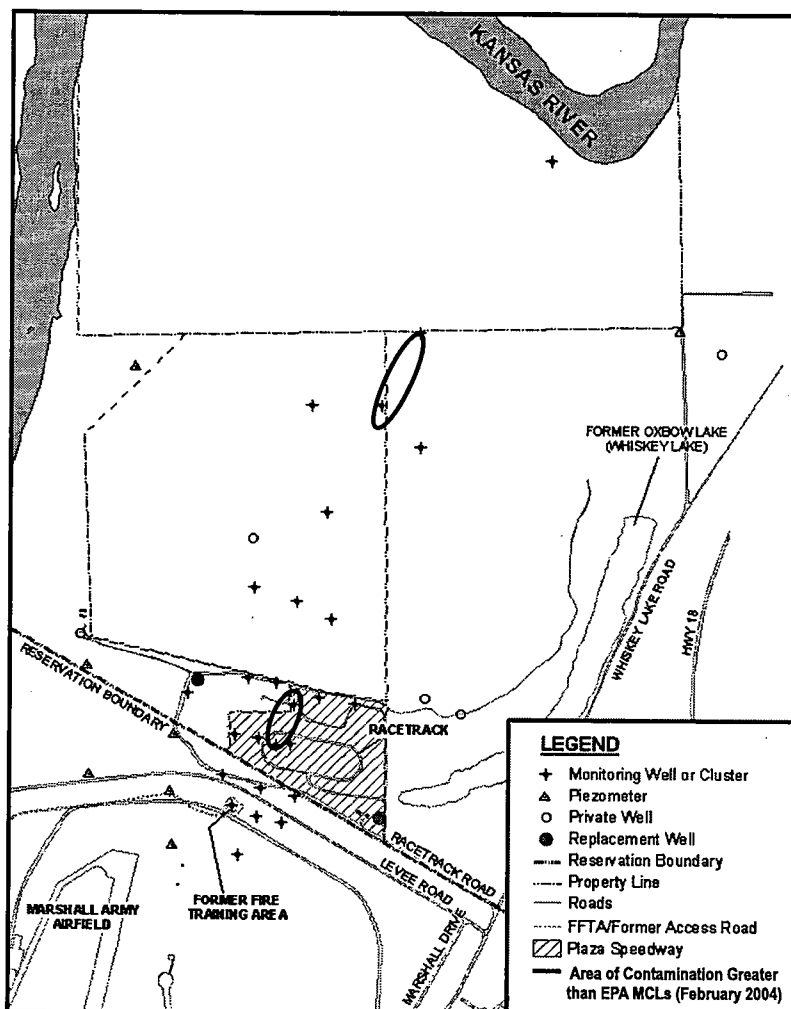 KANSAS RIVER
FORMER OXBOW LAKE
(WHISKEY LAKE)
WHISKEY LAKE ROAD
HWY 18
RESERVATION BOUNDARY
RACETRACK
RACETRACK ROAD
LEVEE ROAD
MARSHALL DRIVE
MARSHALL ARMY
AIRFIELD
FORMER FIRE
TRAINING AREA
LEGEND
Monitoring Well or Cluster
Piezometer
Private Well
Replacement Well
Reservation Boundary
Property Line
Roads
FFTA/Former Access Road
Plaza Speedway
Area of Contamination Greater
than EPA MCLs (February 2004)